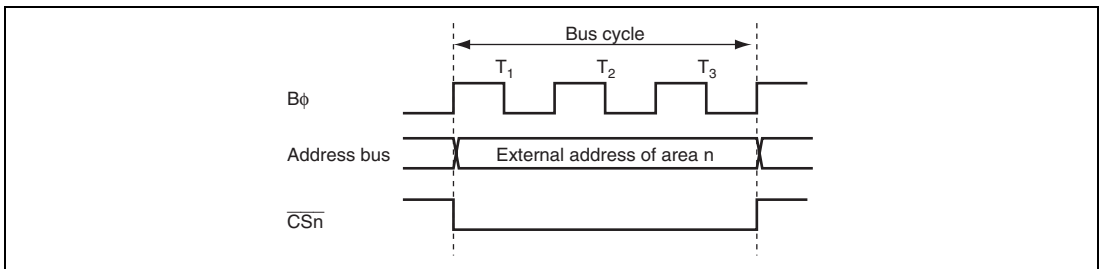 Bus cycle
T1 T2 T3
Bφ
Address bus External address of area n
CSn